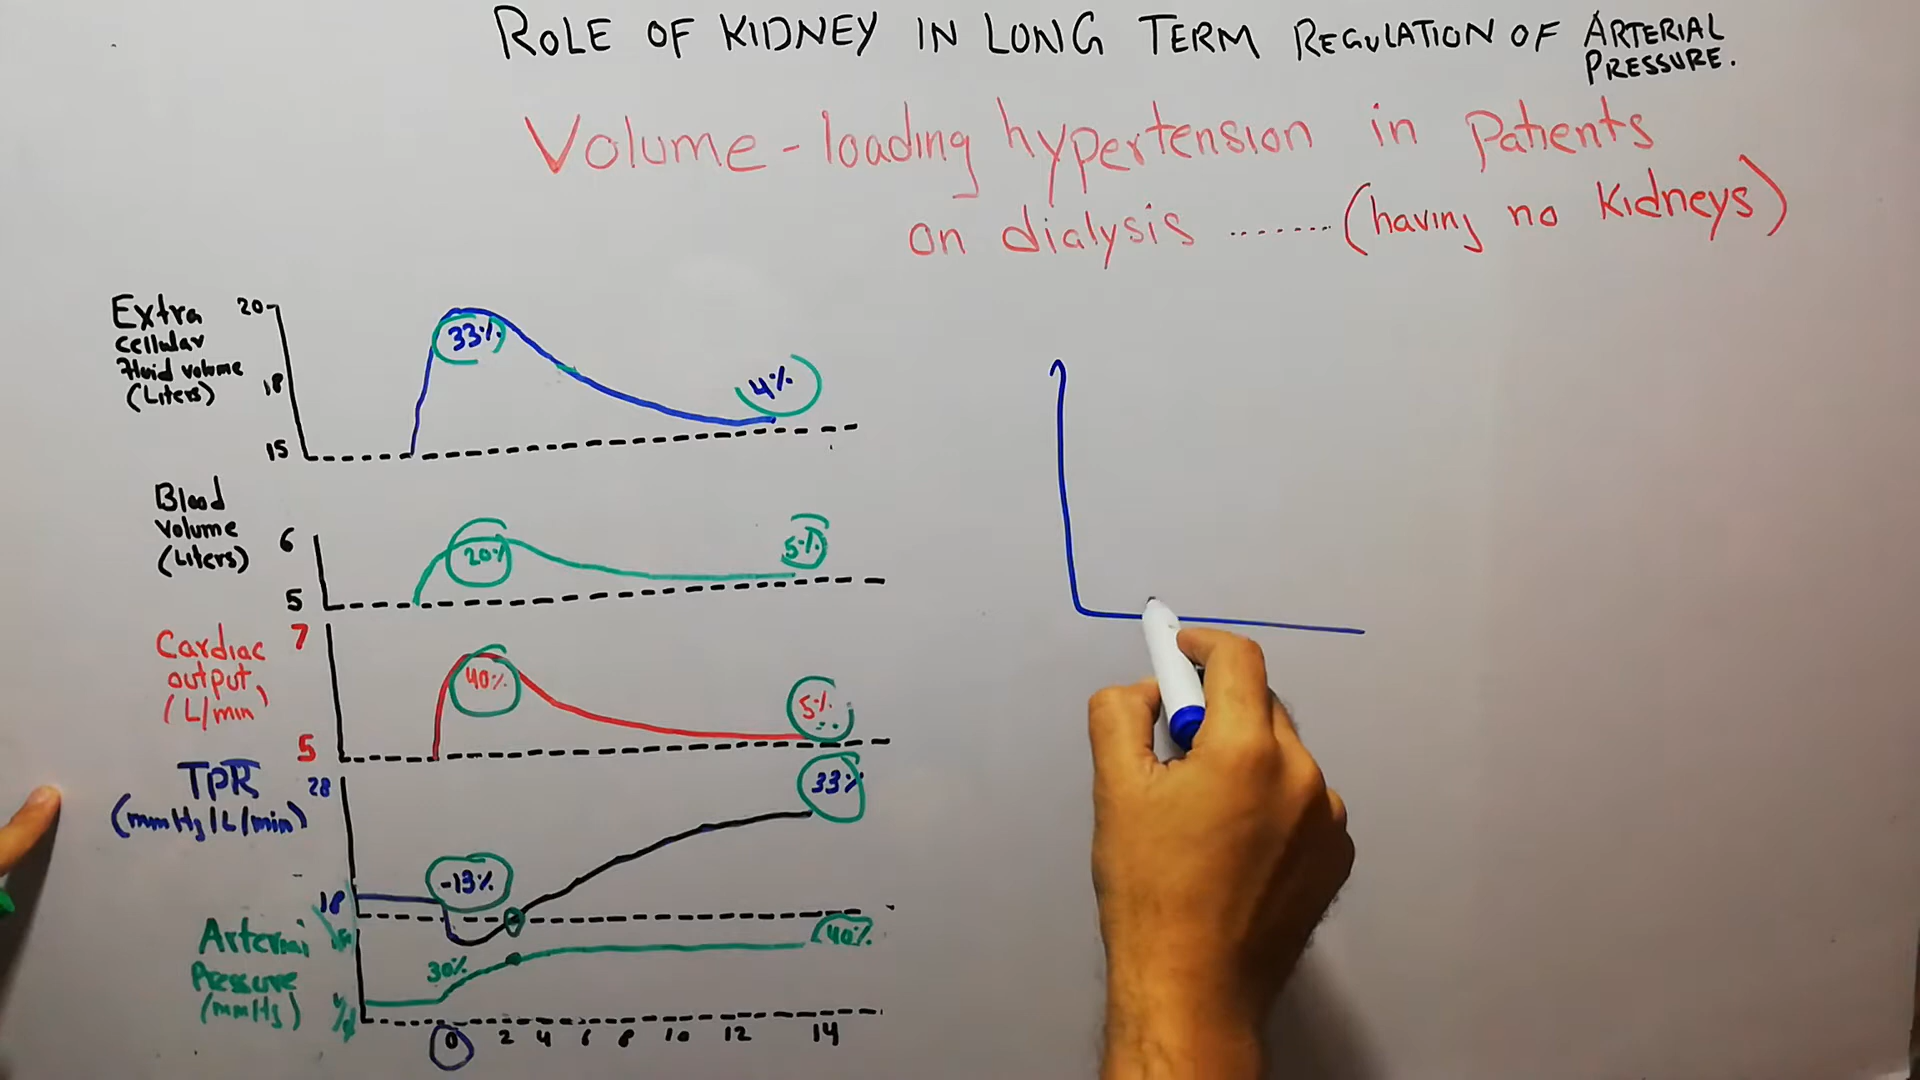 ROLE OF KIDNEY IN LONG TERM REGULATION OF ARTERIAL PRESSURE.
Volume-loading hypertension in patients
on dialysis ....... (having no kidneys)
Extra
cellular
fluid volume
(Liters)
20
18
15
33%
4%
Blood
volume
(Liters)
6
5
20%
5%
Cardiac
output
(L/min)
7
5
40%
5%
TPR
(mmHg/L/min)
28
18
-13%
33%
Pressure
(mmHg)
30%
40%
0 2 4 6 8 10 12 14